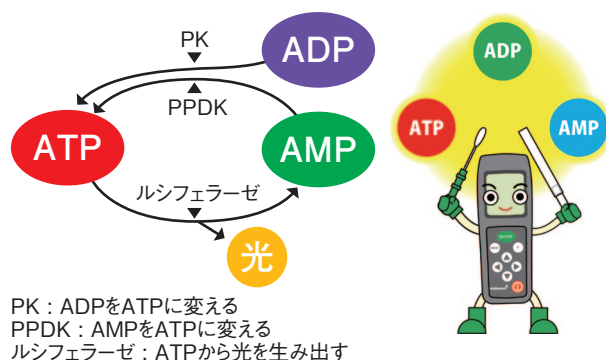 PK
ADP
PPDK
ATP
AMP
ルシフェラーゼ
光
PK：ADPをATPに変える
PPDK：AMPをATPに変える
ルシフェラーゼ：ATPから光を生み出す
ADP
ATP
AMP
ENTER